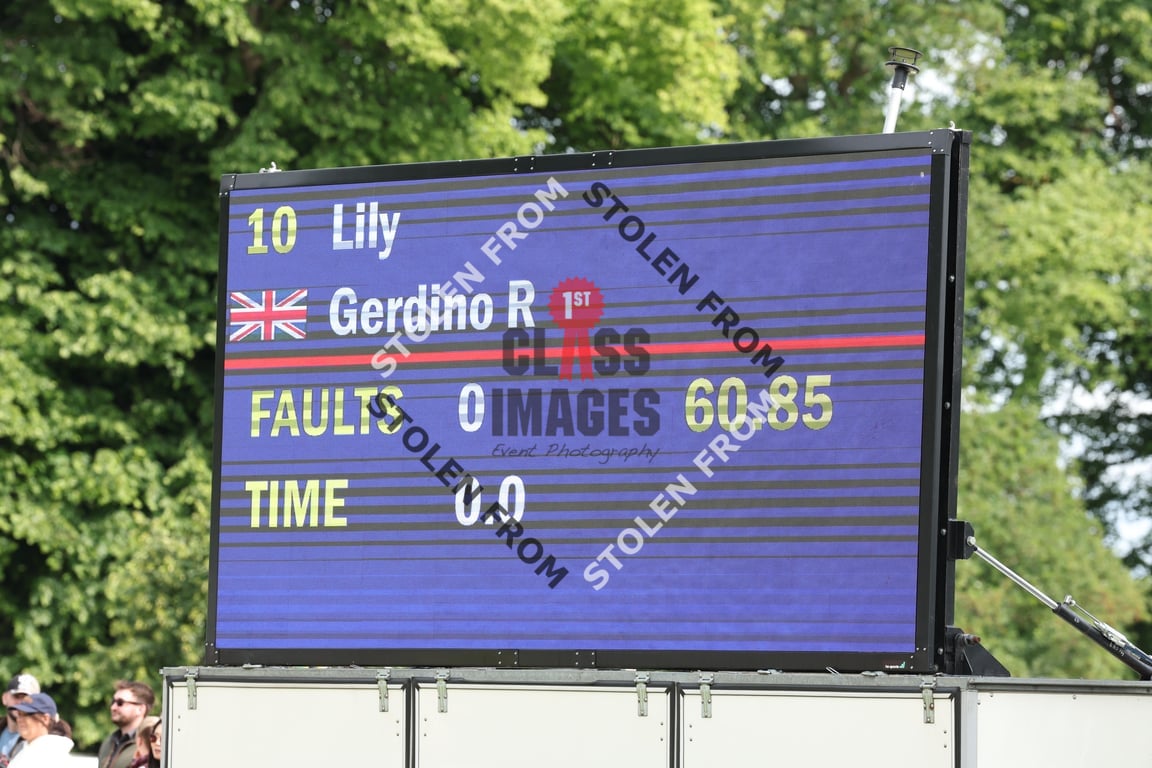 10 Lily
Gerdino R
FAULTS 0 60.85
TIME 0.0
1ST
CLASS
IMAGES
Event Photography
STOLEN FROM STOLEN FROM
STOLEN FROM STOLEN FROM